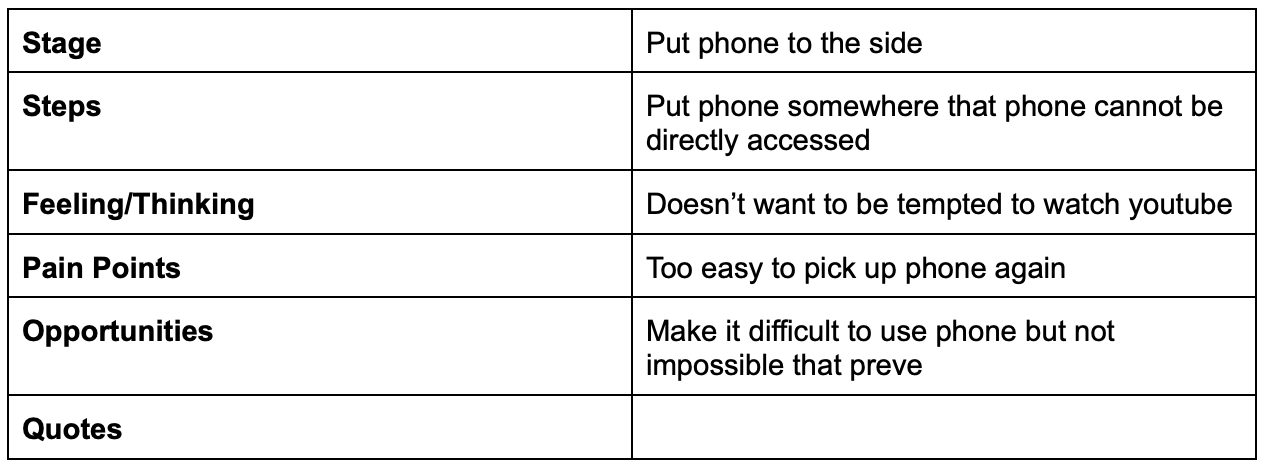 Stage
Put phone to the side
Steps
Put phone somewhere that phone cannot be
directly accessed
Feeling/Thinking
Doesn’t want to be tempted to watch youtube
Pain Points
Too easy to pick up phone again
Opportunities
Make it difficult to use phone but not
impossible that preve
Quotes